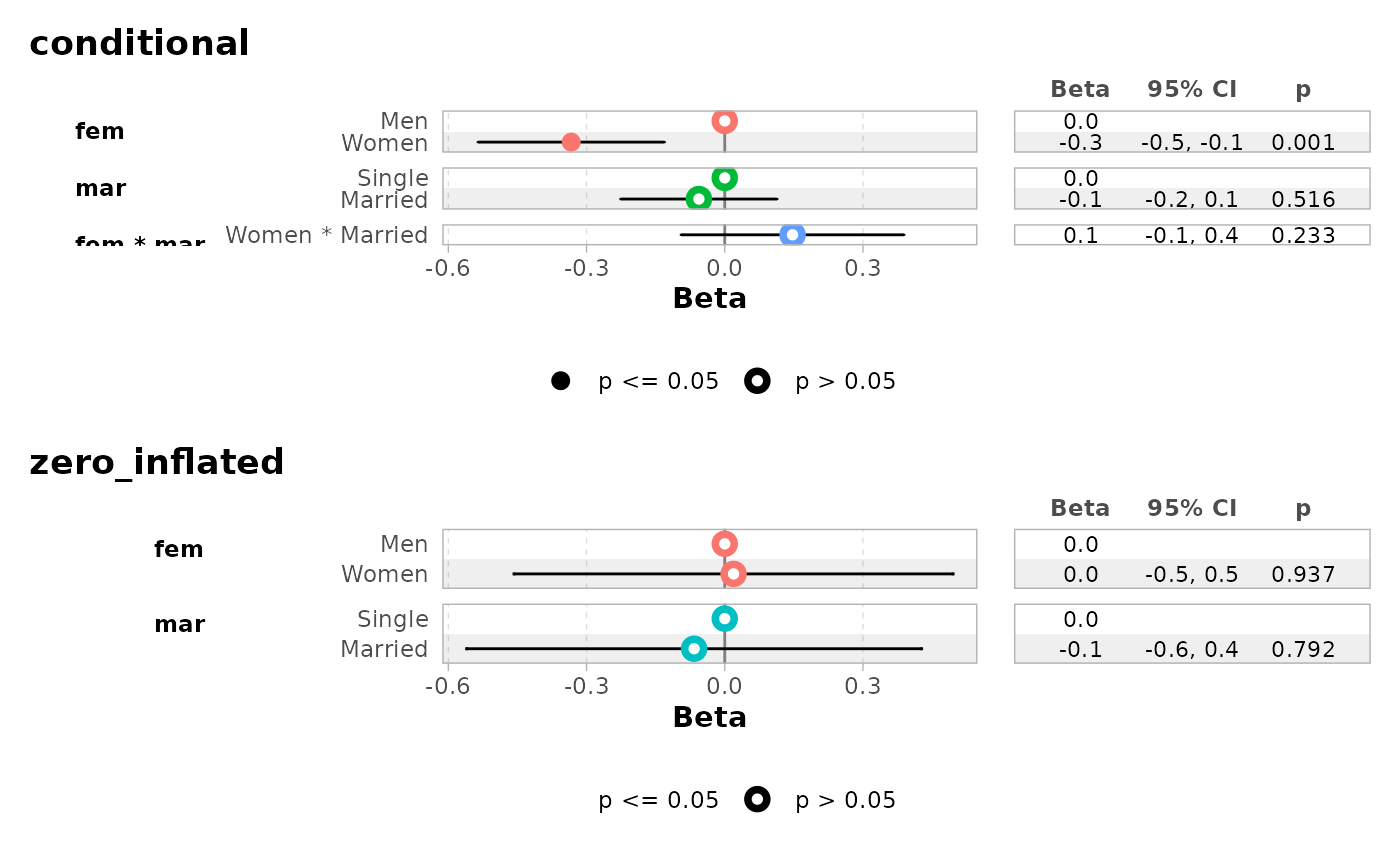 conditional
Beta 95% CI p
fem
Men 0.0
Women -0.3 -0.5, -0.1 0.001
mar
Single 0.0
Married -0.1 -0.2, 0.1 0.516
fem * mar Women * Married 0.1 -0.1, 0.4 0.233
-0.6 -0.3 0.0 0.3
Beta
p <= 0.05 p > 0.05
zero_inflated
Beta 95% CI p
fem
Men 0.0
Women 0.0 -0.5, 0.5 0.937
mar
Single 0.0
Married -0.1 -0.6, 0.4 0.792
-0.6 -0.3 0.0 0.3
Beta
p <= 0.05 p > 0.05